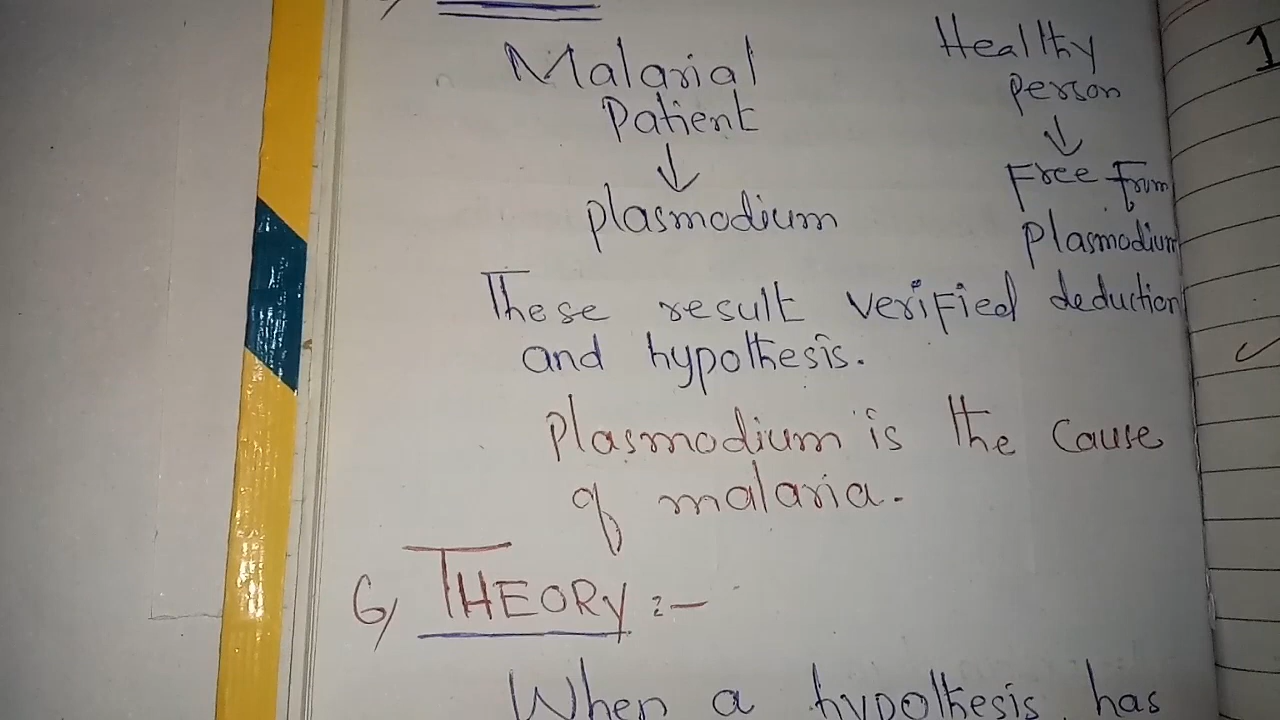 Malarial
Patient
↓
plasmodium
Healthy
person
↓
Free from
Plasmodium
These result verified deduction
and hypothesis.
Plasmodium is the cause
of malaria.
6) THEORY :-
When a hypothesis has
1